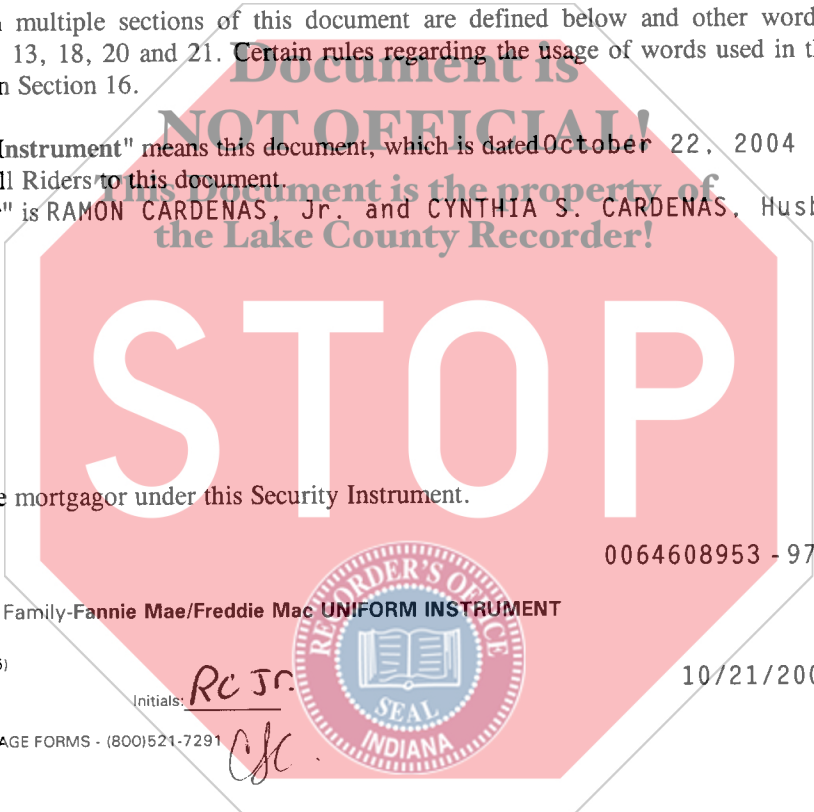 multiple sections of this document are defined below and other word
13, 18, 20 and 21. Certain rules regarding the usage of words used in t
n Section 16.
Document is
NOT OFFICIAL!
This Document is the property of
the Lake County Recorder!
Instrument" means this document, which is dated October 22, 2004
ll Riders to this document.
" is RAMON CARDENAS, Jr. and CYNTHIA S. CARDENAS, Husb
STOP
e mortgagor under this Security Instrument.
0064608953 - 97
Family-Fannie Mae/Freddie Mac UNIFORM INSTRUMENT
10/21/200
Initials: RC Jr.
AGE FORMS - (800)521-7291 CSC.
RECORDER'S OFFICE
SEAL
INDIANA